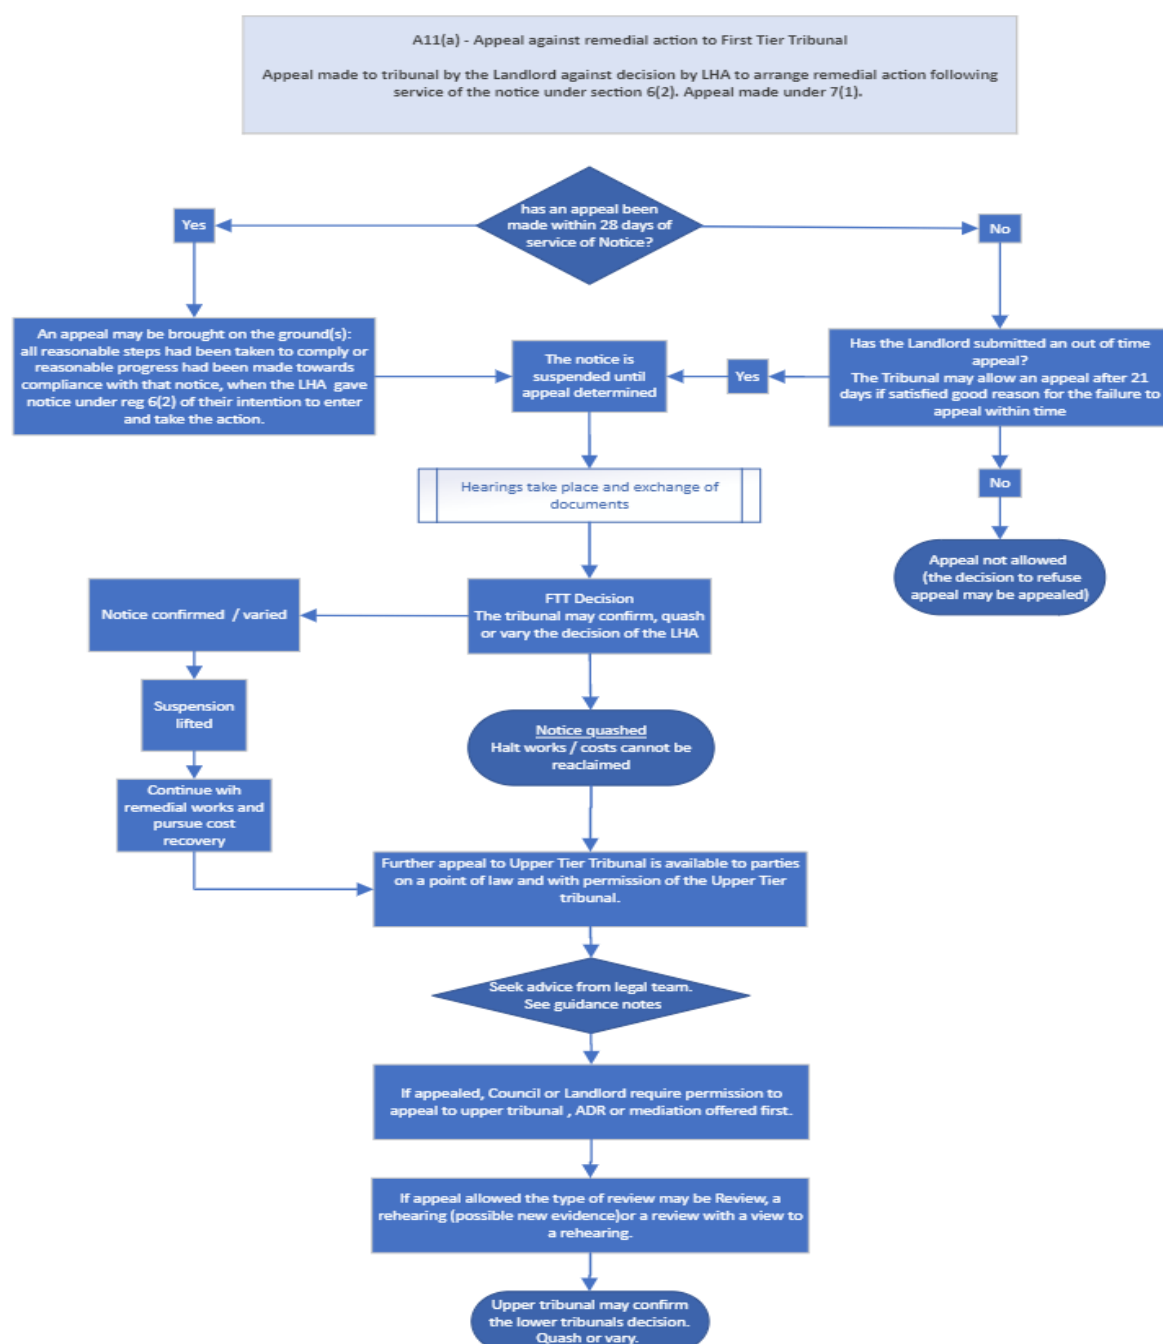 A11(a) - Appeal against remedial action to First Tier Tribunal
Appeal made to tribunal by the Landlord against decision by LHA to arrange remedial action following
service of the notice under section 6(2). Appeal made under 7(1).
has an appeal been
made within 28 days of
service of Notice?
Yes
No
An appeal may be brought on the ground(s):
all reasonable steps had been taken to comply or
reasonable progress had been made towards
compliance with that notice, when the LHA gave
notice under reg 6(2) of their intention to enter
and take the action.
The notice is
suspended until
appeal determined
Yes
Has the Landlord submitted an out of time
appeal?
The Tribunal may allow an appeal after 21
days if satisfied good reason for the failure to
appeal within time
No
Appeal not allowed
(the decision to refuse
appeal may be appealed)
Hearings take place and exchange of
documents
FTT Decision
The tribunal may confirm, quash
or vary the decision of the LHA
Notice confirmed / varied
Suspension
lifted
Continue wih
remedial works and
pursue cost
recovery
Notice quashed
Halt works / costs cannot be
reaclaimed
Further appeal to Upper Tier Tribunal is available to parties
on a point of law and with permission of the Upper Tier
tribunal.
Seek advice from legal team.
See guidance notes
If appealed, Council or Landlord require permission to
appeal to upper tribunal , ADR or mediation offered first.
If appeal allowed the type of review may be Review, a
rehearing (possible new evidence)or a review with a view to
a rehearing.
Upper tribunal may confirm
the lower tribunals decision.
Quash or vary.